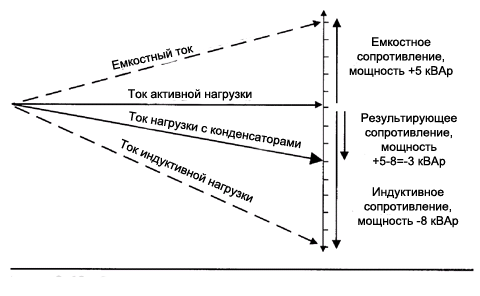 Емкостный ток
Ток активной нагрузки
Ток нагрузки с конденсаторами
Ток индуктивной нагрузки
Емкостное
сопротивление,
мощность +5 кВАр
Результирующее
сопротивление,
мощность
+5-8=-3 кВАр
Индуктивное
сопротивление,
мощность -8 кВАр